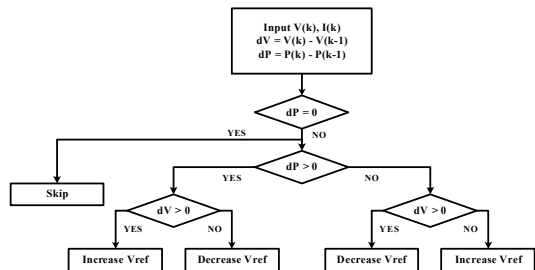 Input V(k), I(k)
dV = V(k) - V(k-1)
dP = P(k) - P(k-1)
dP = 0
YES
NO
dP > 0
YES
NO
Skip
dV > 0
dV > 0
YES
NO
YES
NO
Increase Vref
Decrease Vref
Decrease Vref
Increase Vref